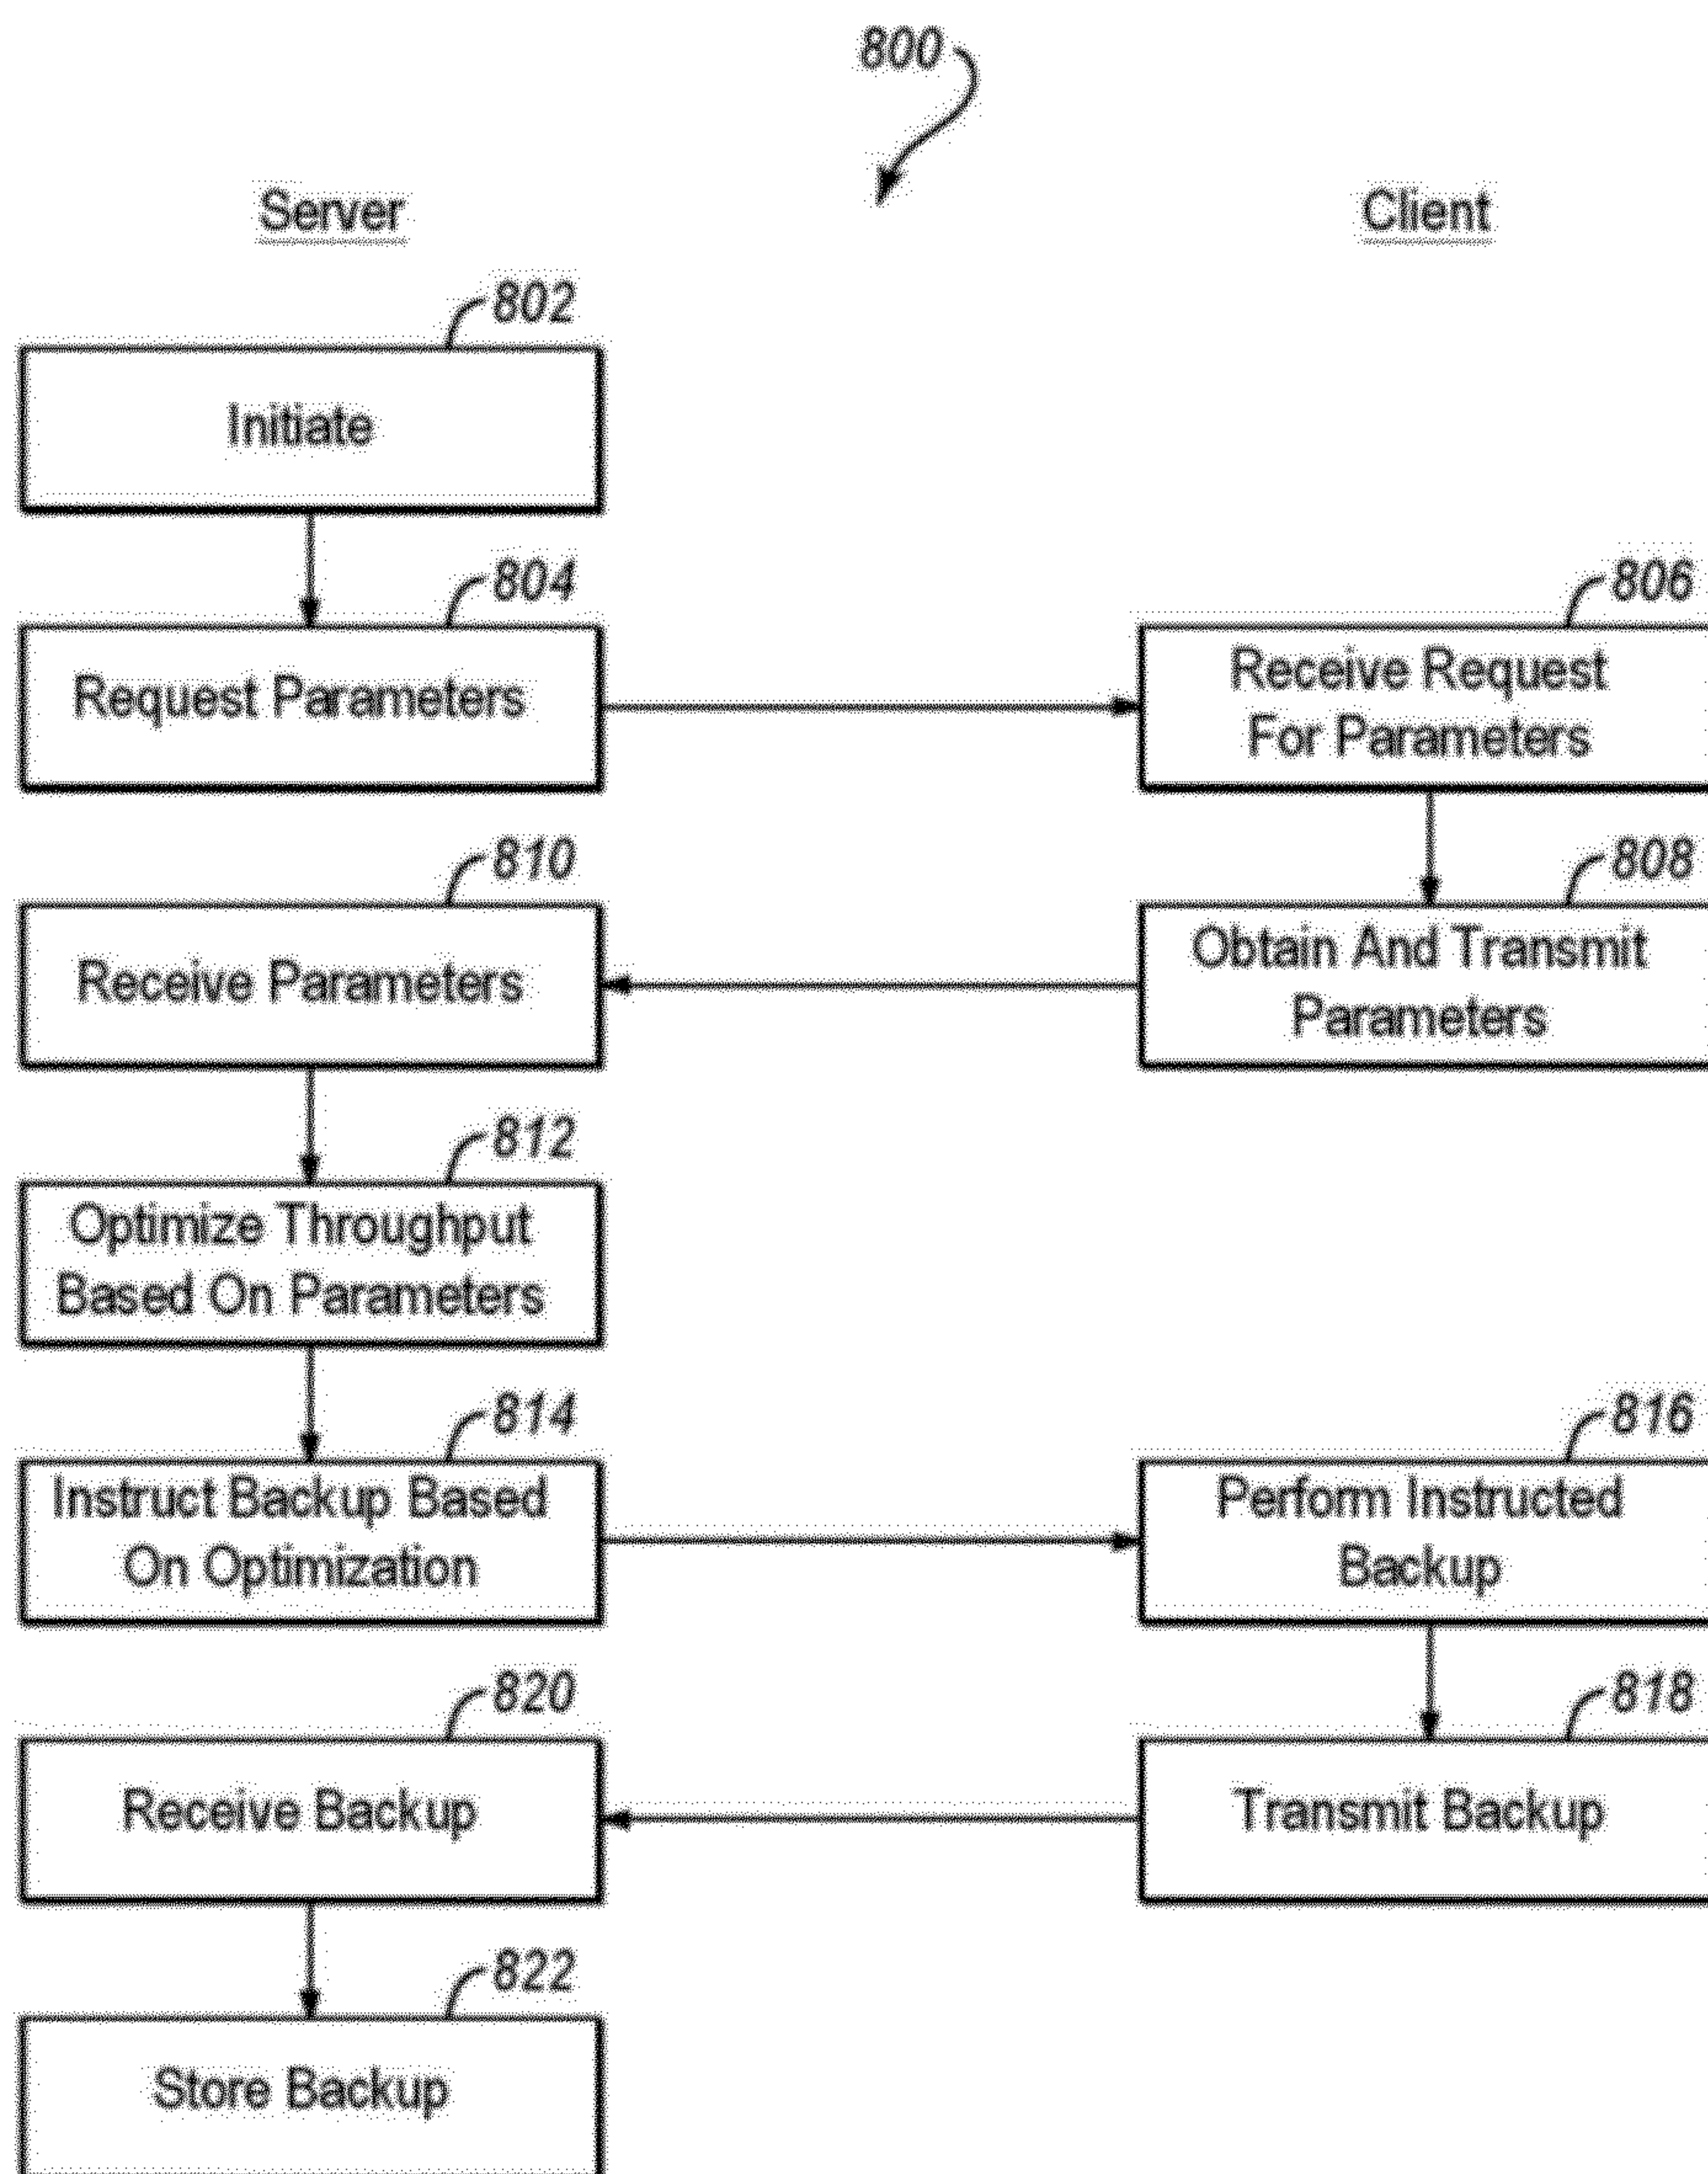 800
Server
Client
802
Initiate
804
Request Parameters
806
Receive Request
For Parameters
810
Receive Parameters
808
Obtain And Transmit
Parameters
812
Optimize Throughput
Based On Parameters
814
Instruct Backup Based
On Optimization
816
Perform Instructed
Backup
820
Receive Backup
818
Transmit Backup
822
Store Backup